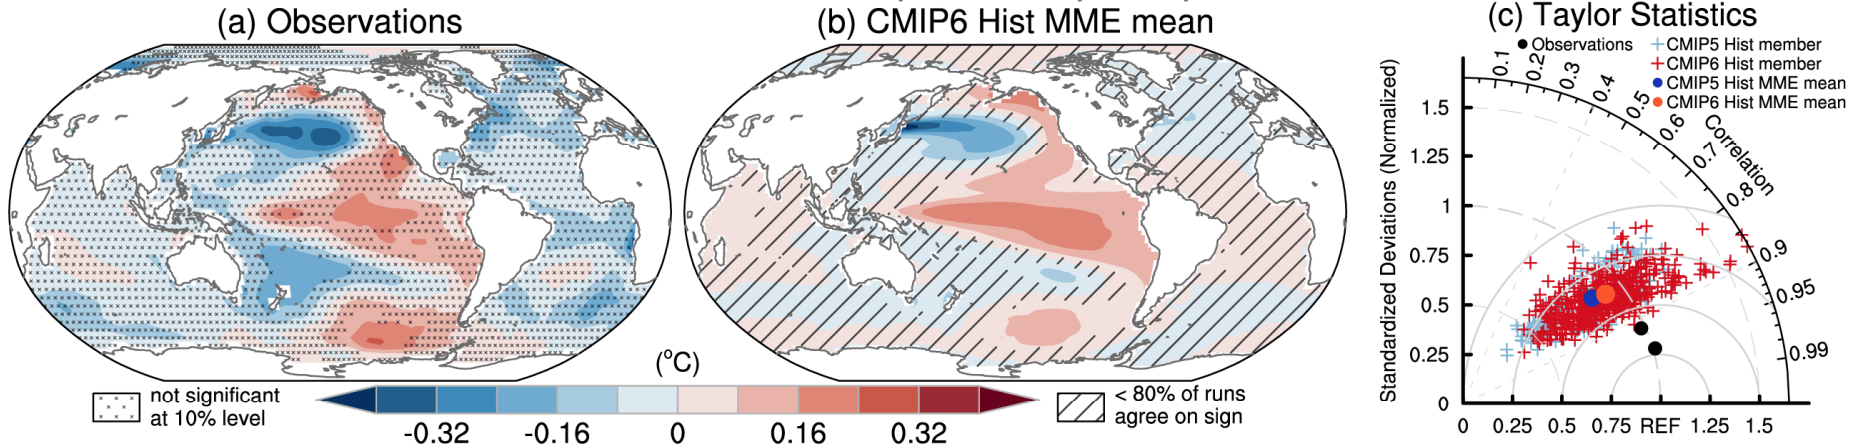 (a) Observations
(b) CMIP6 Hist MME mean
(c) Taylor Statistics
Observations
CMIP5 Hist member
CMIP6 Hist member
CMIP5 Hist MME mean
CMIP6 Hist MME mean
0.1 0.2 0.3 0.4 0.5 0.6 0.7 0.8 0.9 0.95 0.99
Correlation
Standardized Deviations (Normalized)
1.5
1.25
1
0.75
0.5
0.25
0
0 0.25 0.5 0.75 REF 1.25 1.5
(°C)
not significant
at 10% level
-0.32 -0.16 0 0.16 0.32
< 80% of runs
agree on sign